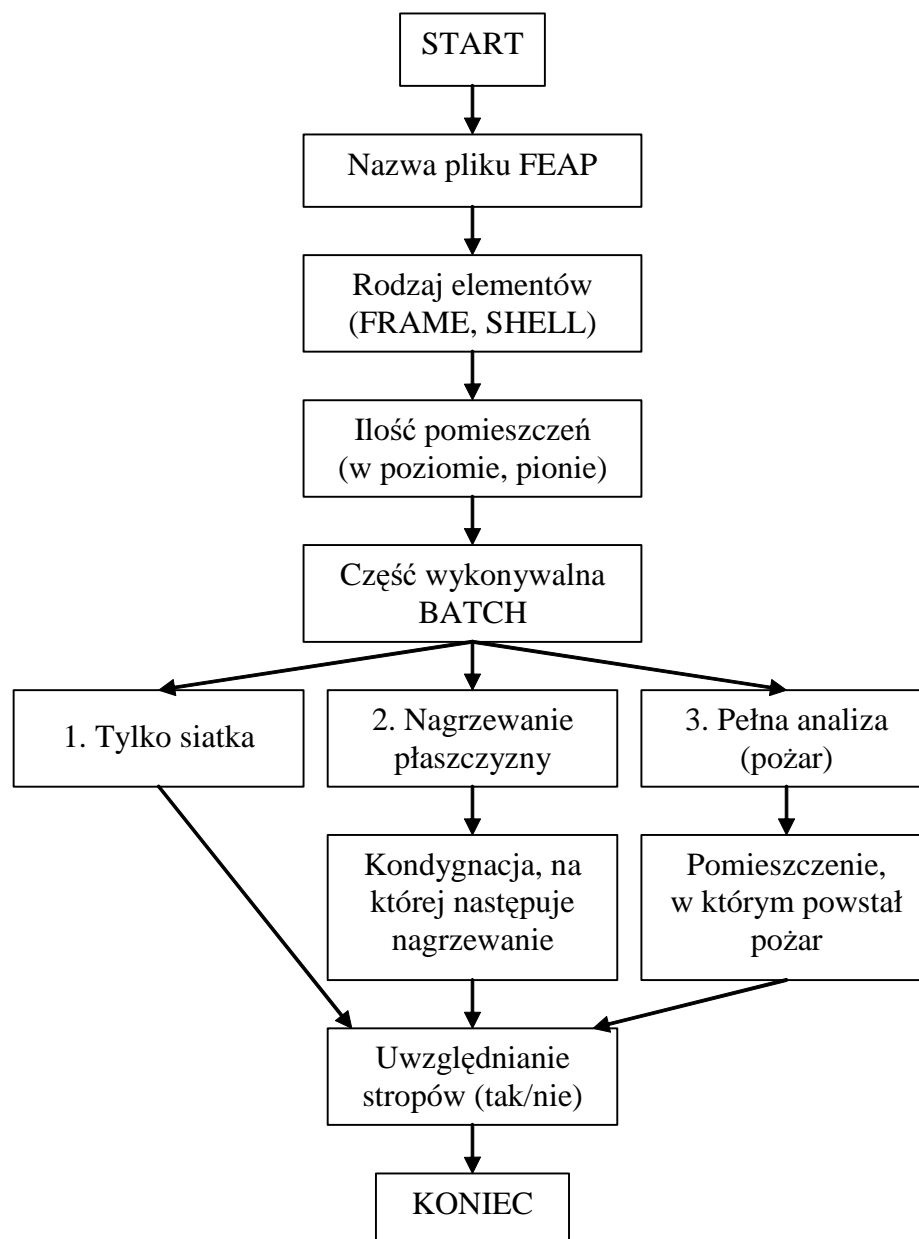 START
Nazwa pliku FEAP
Rodzaj elementów
(FRAME, SHELL)
Ilość pomieszczeń
(w poziomie, pionie)
Część wykonywalna
BATCH
1. Tylko siatka
2. Nagrzewanie
płaszczyzny
3. Pełna analiza
(pożar)
Kondygnacja, na
której następuje
nagrzewanie
Pomieszczenie,
w którym powstał
pożar
Uwzględnianie
stropów (tak/nie)
KONIEC